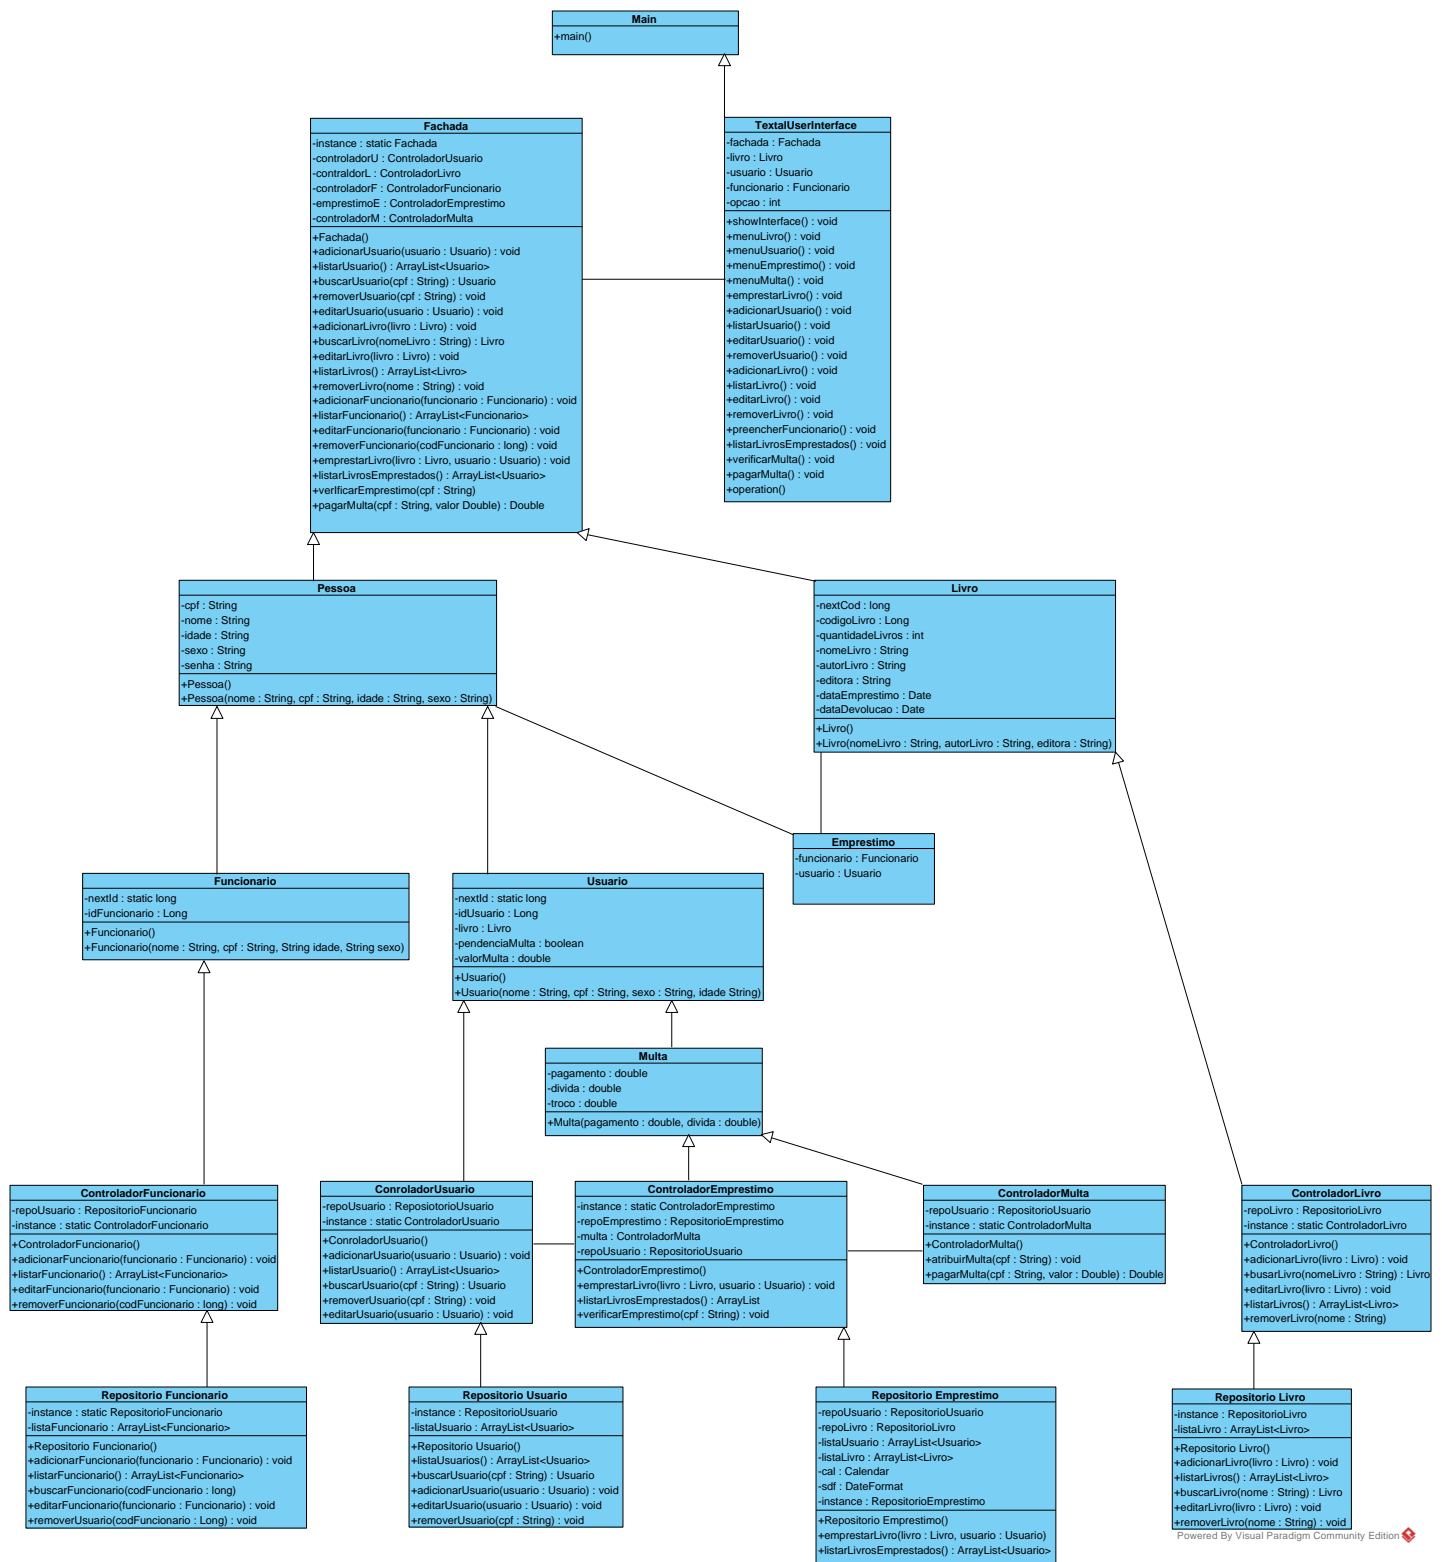 Main
+main()
Fachada
-instance : static Fachada
-controladorU : ControladorUsuario
-contraldorL : ControladorLivro
-controladorF : ControladorFuncionario
-emprestimoE : ControladorEmprestimo
-controladorM : ControladorMulta
+Fachada()
+adicionarUsuario(usuario : Usuario) : void
+listarUsuario() : ArrayList<Usuario>
+buscarUsuario(cpf : String) : Usuario
+removerUsuario(cpf : String) : void
+editarUsuario(usuario : Usuario) : void
+adicionarLivro(livro : Livro) : void
+buscarLivro(nomeLivro : String) : Livro
+editarLivro(livro : Livro) : void
+listarLivros() : ArrayList<Livro>
+removerLivro(nome : String) : void
+adicionarFuncionario(funcionario : Funcionario) : void
+listarFuncionario() : ArrayList<Funcionario>
+editarFuncionario(funcionario : Funcionario) : void
+removerFuncionario(codFuncionario : long) : void
+emprestarLivro(livro : Livro, usuario : Usuario) : void
+listarLivrosEmprestados() : ArrayList<Usuario>
+verIficarEmprestimo(cpf : String)
+pagarMulta(cpf : String, valor Double) : Double
TextalUserInterface
-fachada : Fachada
-livro : Livro
-usuario : Usuario
-funcionario : Funcionario
-opcao : int
+showInterface() : void
+menuLivro() : void
+menuUsuario() : void
+menuEmprestimo() : void
+menuMulta() : void
+emprestarLivro() : void
+adicionarUsuario() : void
+listarUsuario() : void
+editarUsuario() : void
+removerUsuario() : void
+adicionarLivro() : void
+listarLivro() : void
+editarLivro() : void
+removerLivro() : void
+preencherFuncionario() : void
+listarLivrosEmprestados() : void
+verificarMulta() : void
+pagarMulta() : void
+operation()
Pessoa
-cpf : String
-nome : String
-idade : String
-sexo : String
-senha : String
+Pessoa()
+Pessoa(nome : String, cpf : String, idade : String, sexo : String)
Livro
-nextCod : long
-codigoLivro : Long
-quantidadeLivros : int
-nomeLivro : String
-autorLivro : String
-editora : String
-dataEmprestimo : Date
-dataDevolucao : Date
+Livro()
+Livro(nomeLivro : String, autorLivro : String, editora : String)
Emprestimo
-funcionario : Funcionario
-usuario : Usuario
Funcionario
-nextId : static long
-idFuncionario : Long
+Funcionario()
+Funcionario(nome : String, cpf : String, String idade, String sexo)
Usuario
-nextId : static long
-idUsuario : Long
-livro : Livro
-pendenciaMulta : boolean
-valorMulta : double
+Usuario()
+Usuario(nome : String, cpf : String, sexo : String, idade String)
Multa
-pagamento : double
-divida : double
-troco : double
+Multa(pagamento : double, divida : double)
ControladorFuncionario
-repoUsuario : RepositorioFuncionario
-instance : static ControladorFuncionario
+ControladorFuncionario()
+adicionarFuncionario(funcionario : Funcionario) : void
+listarFuncionario() : ArrayList<Funcionario>
+editarFuncionario(funcionario : Funcionario) : void
+removerFuncionario(codFuncionario : long) : void
ConroladorUsuario
-repoUsuario : ReposiotorioUsuario
-instance : static ControladorUsuario
+ConroladorUsuario()
+adicionarUsuario(usuario : Usuario) : void
+listarUsuario() : ArrayList<Usuario>
+buscarUsuario(cpf : String) : Usuario
+removerUsuario(cpf : String) : void
+editarUsuario(usuario : Usuario) : void
ControladorEmprestimo
-instance : static ControladorEmprestimo
-repoEmprestimo : RepositorioEmprestimo
-multa : ControladorMulta
-repoUsuario : RepositorioUsuario
+ControladorEmprestimo()
+emprestarLivro(livro : Livro, usuario : Usuario) : void
+listarLivrosEmprestados() : ArrayList
+verificarEmprestimo(cpf : String) : void
ControladorMulta
-repoUsuario : RepositorioUsuario
-instance : static ControladorMulta
+ControladorMulta()
+atribuirMulta(cpf : String) : void
+pagarMulta(cpf : String, valor : Double) : Double
ControladorLivro
-repoLivro : RepositorioLivro
-instance : static ControladorLivro
+ControladorLivro()
+adicionarLivro(livro : Livro) : void
+busarLivro(nomeLivro : String) : Livro
+editarLivro(livro : Livro) : void
+listarLivros() : ArrayList<Livro>
+removerLivro(nome : String)
Repositorio Funcionario
-instance : static RepositorioFuncionario
-listaFuncionario : ArrayList<Funcionario>
+Repositorio Funcionario()
+adicionarFuncionario(funcionario : Funcionario) : void
+listarFuncionario() : ArrayList<Funcionario>
+buscarFuncionario(codFuncionario : long)
+editarFuncionario(funcionario : Funcionario) : void
+removerUsuario(codFuncionario : Long) : void
Repositorio Usuario
-instance : RepositorioUsuario
-listaUsuario : ArrayList<Usuario>
+Repositorio Usuario()
+listaUsuarios() : ArrayList<Usuario>
+buscarUsuario(cpf : String) : Usuario
+adicionarUsuario(usuario : Usuario) : void
+editarUsuario(usuario : Usuario) : void
+removerUsuario(cpf : String) : void
Repositorio Emprestimo
-repoUsuario : RepositorioUsuario
-repoLivro : RepositorioLivro
-listaUsuario : ArrayList<Usuario>
-listaLivro : ArrayList<Livro>
-cal : Calendar
-sdf : DateFormat
-instance : RepositorioEmprestimo
+Repositorio Emprestimo()
+emprestarLivro(livro : Livro, usuario : Usuario)
+listarLivrosEmprestados() : ArrayList<Usuario>
Repositorio Livro
-instance : RepositorioLivro
-listaLivro : ArrayList<Livro>
+Repositorio Livro()
+adicionarLivro(livro : Livro) : void
+listarLivros() : ArrayList<Livro>
+buscarLivro(nome : String) : Livro
+editarLivro(livro : Livro) : void
+removerLivro(nome : String) : void
Powered By Visual Paradigm Community Edition